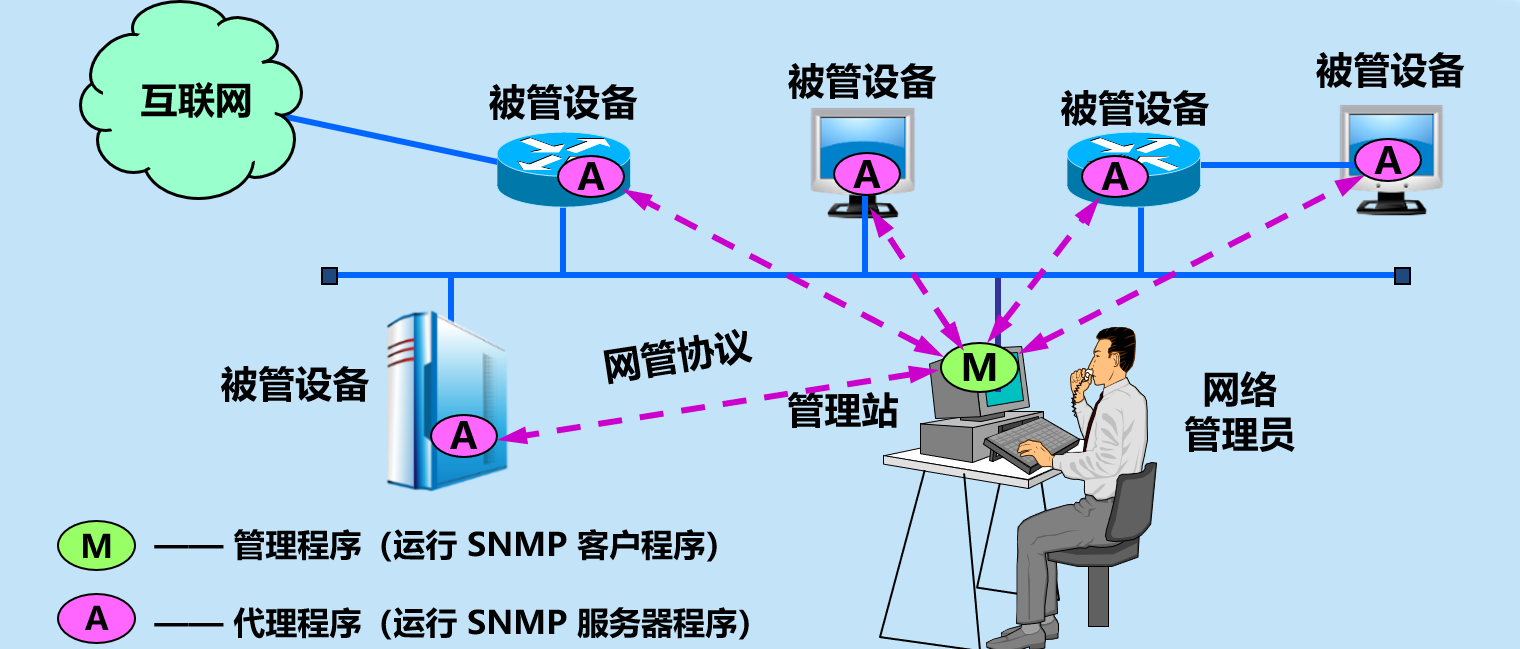 互联网
被管设备
被管设备
被管设备
被管设备
A
A
A
A
被管设备
A
网管协议
管理站
M
网络
管理员
M —— 管理程序（运行 SNMP 客户程序）
A —— 代理程序（运行 SNMP 服务器程序）